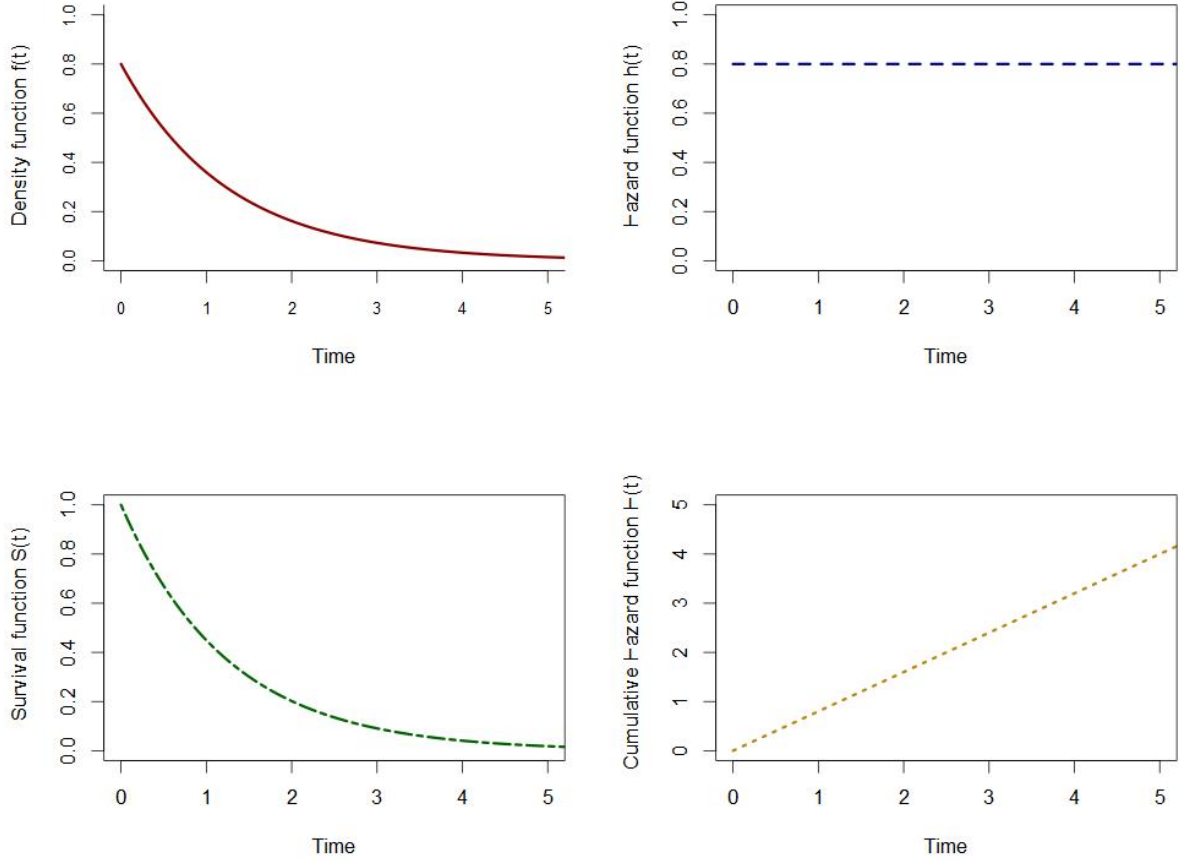 Density function f(t)
0.0 0.2 0.4 0.6 0.8 1.0
0 1 2 3 4 5
Time
Hazard function h(t)
0.0 0.2 0.4 0.6 0.8 1.0
0 1 2 3 4 5
Time
Survival function S(t)
0.0 0.2 0.4 0.6 0.8 1.0
0 1 2 3 4 5
Time
Cumulative Hazard function H(t)
0 1 2 3 4 5
0 1 2 3 4 5
Time